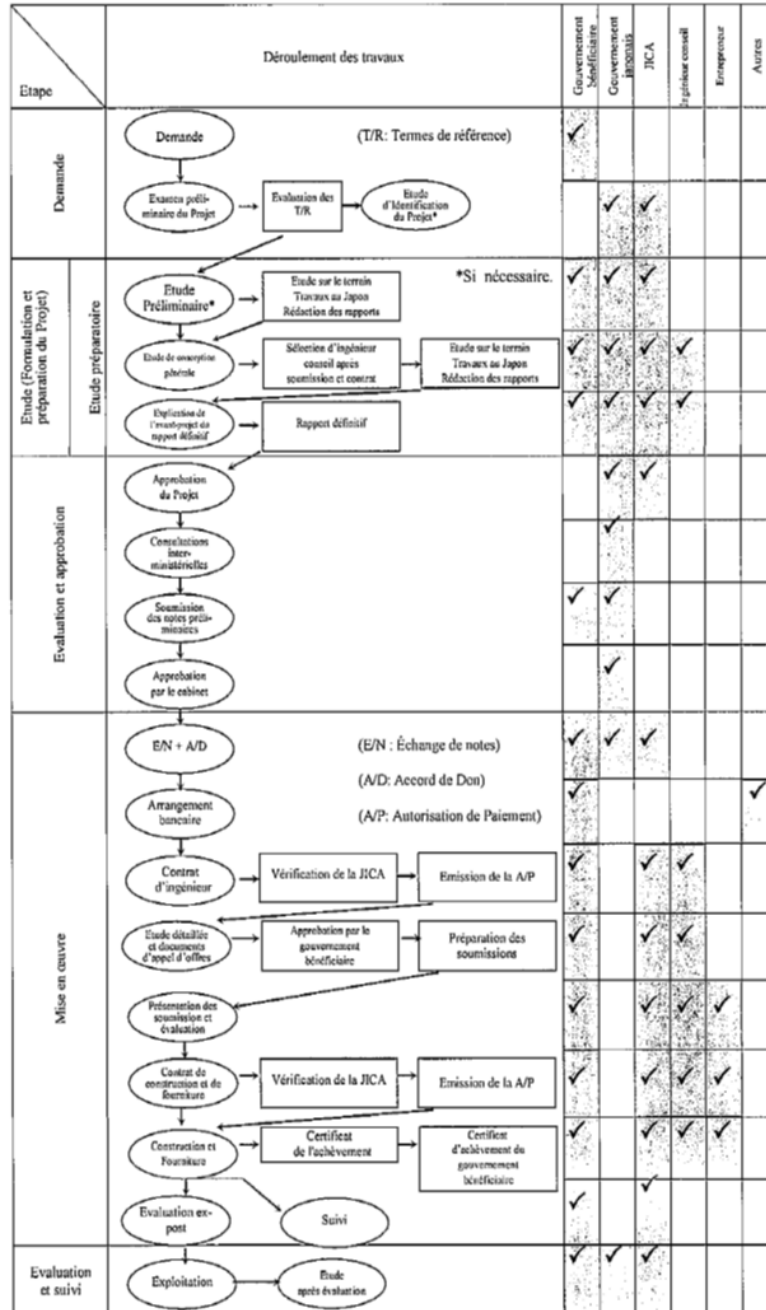 Etape
Déroulement des travaux
Gouvernement
bénéficiaire
Gouvernement
japonais
JICA
Ingénieur conseil
Entrepreneur
Autres
Demande
Demande
(T/R: Termes de référence)
Examen préli-
minaire du Projet
Evaluation des
T/R
Etude
d'Identification
du Projet*
Etude (Formulation et
préparation du Projet)
Etude préparatoire
Etude
Préliminaire*
Etude sur le terrain
Travaux au Japon
Rédaction des rapports
*Si nécessaire.
Etude de conception
générale
Sélection d'ingénieur
conseil après
soumission et contrat
Etude sur le terrain
Travaux au Japon
Rédaction des rapports
Explication de
l'avant-projet du
rapport définitif
Rapport définitif
Evaluation et approbation
Approbation
du Projet
Consultations
inter-
ministérielles
Soumission
des notes préli-
minaires
Approbation
par le cabinet
Mise en œuvre
E/N + A/D
(E/N : Échange de notes)
(A/D: Accord de Don)
Arrangement
bancaire
(A/P: Autorisation de Paiement)
Contrat
d'ingénieur
Vérification de la JICA
Emission de la A/P
Etude détaillée
et documents
d'appel d'offres
Approbation par le
gouvernement
bénéficiaire
Préparation des
soumissions
Présentation des
soumission et
évaluation
Contrat de
construction et de
fourniture
Vérification de la JICA
Emission de la A/P
Construction et
Fourniture
Certificat
de l'achèvement
Certificat
d'achèvement du
gouvernement
bénéficiaire
Evaluation ex-
post
Suivi
Evaluation
et suivi
Exploitation
Étude
après évaluation